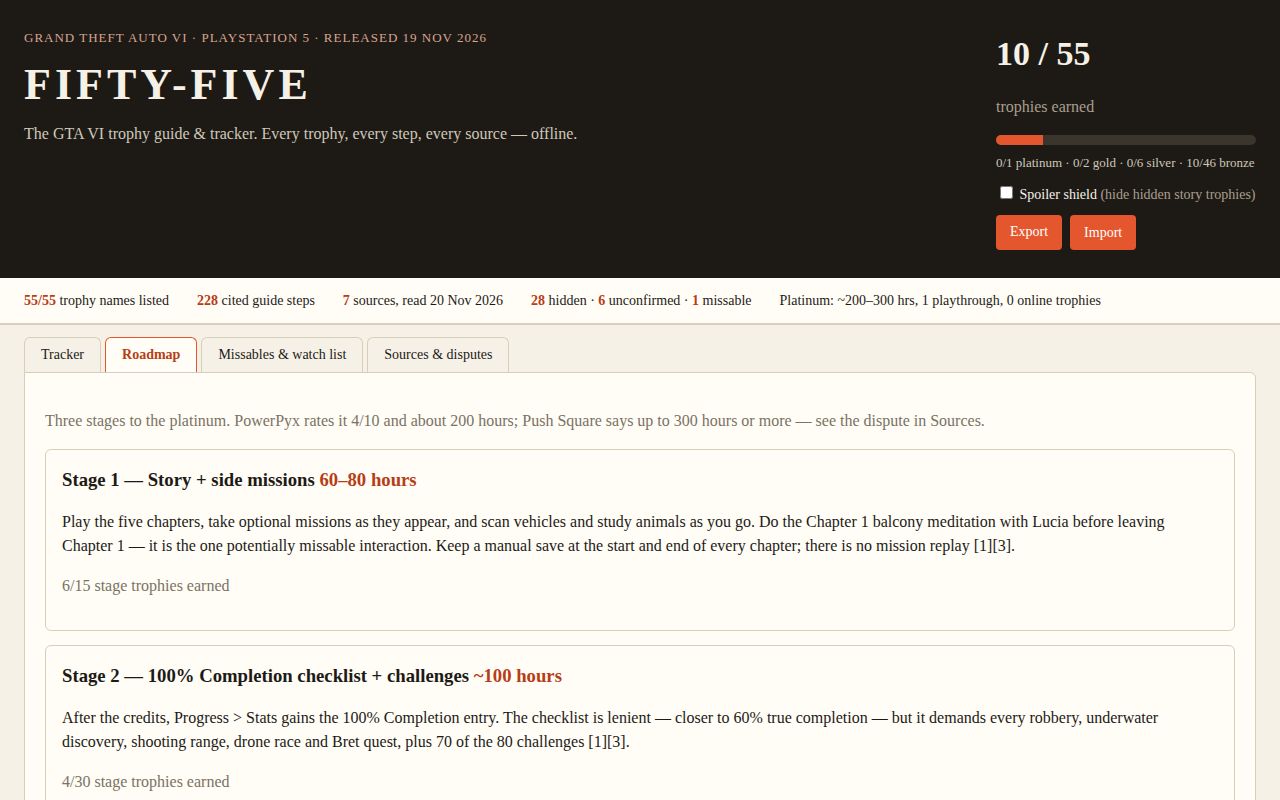 GRAND THEFT AUTO VI · PLAYSTATION 5 · RELEASED 19 NOV 2026
FIFTY-FIVE
The GTA VI trophy guide & tracker. Every trophy, every step, every source — offline.
10 / 55
trophies earned
0/1 platinum · 0/2 gold · 0/6 silver · 10/46 bronze
Spoiler shield (hide hidden story trophies)
Export Import
55/55 trophy names listed 228 cited guide steps 7 sources, read 20 Nov 2026 28 hidden · 6 unconfirmed · 1 missable Platinum: ~200–300 hrs, 1 playthrough, 0 online trophies
Tracker Roadmap Missables & watch list Sources & disputes
Three stages to the platinum. PowerPyx rates it 4/10 and about 200 hours; Push Square says up to 300 hours or more — see the dispute in Sources.
Stage 1 — Story + side missions 60–80 hours
Play the five chapters, take optional missions as they appear, and scan vehicles and study animals as you go. Do the Chapter 1 balcony meditation with Lucia before leaving
Chapter 1 — it is the one potentially missable interaction. Keep a manual save at the start and end of every chapter; there is no mission replay [1][3].
6/15 stage trophies earned
Stage 2 — 100% Completion checklist + challenges ~100 hours
After the credits, Progress > Stats gains the 100% Completion entry. The checklist is lenient — closer to 60% true completion — but it demands every robbery, underwater
discovery, shooting range, drone race and Bret quest, plus 70 of the 80 challenges [1][3].
4/30 stage trophies earned